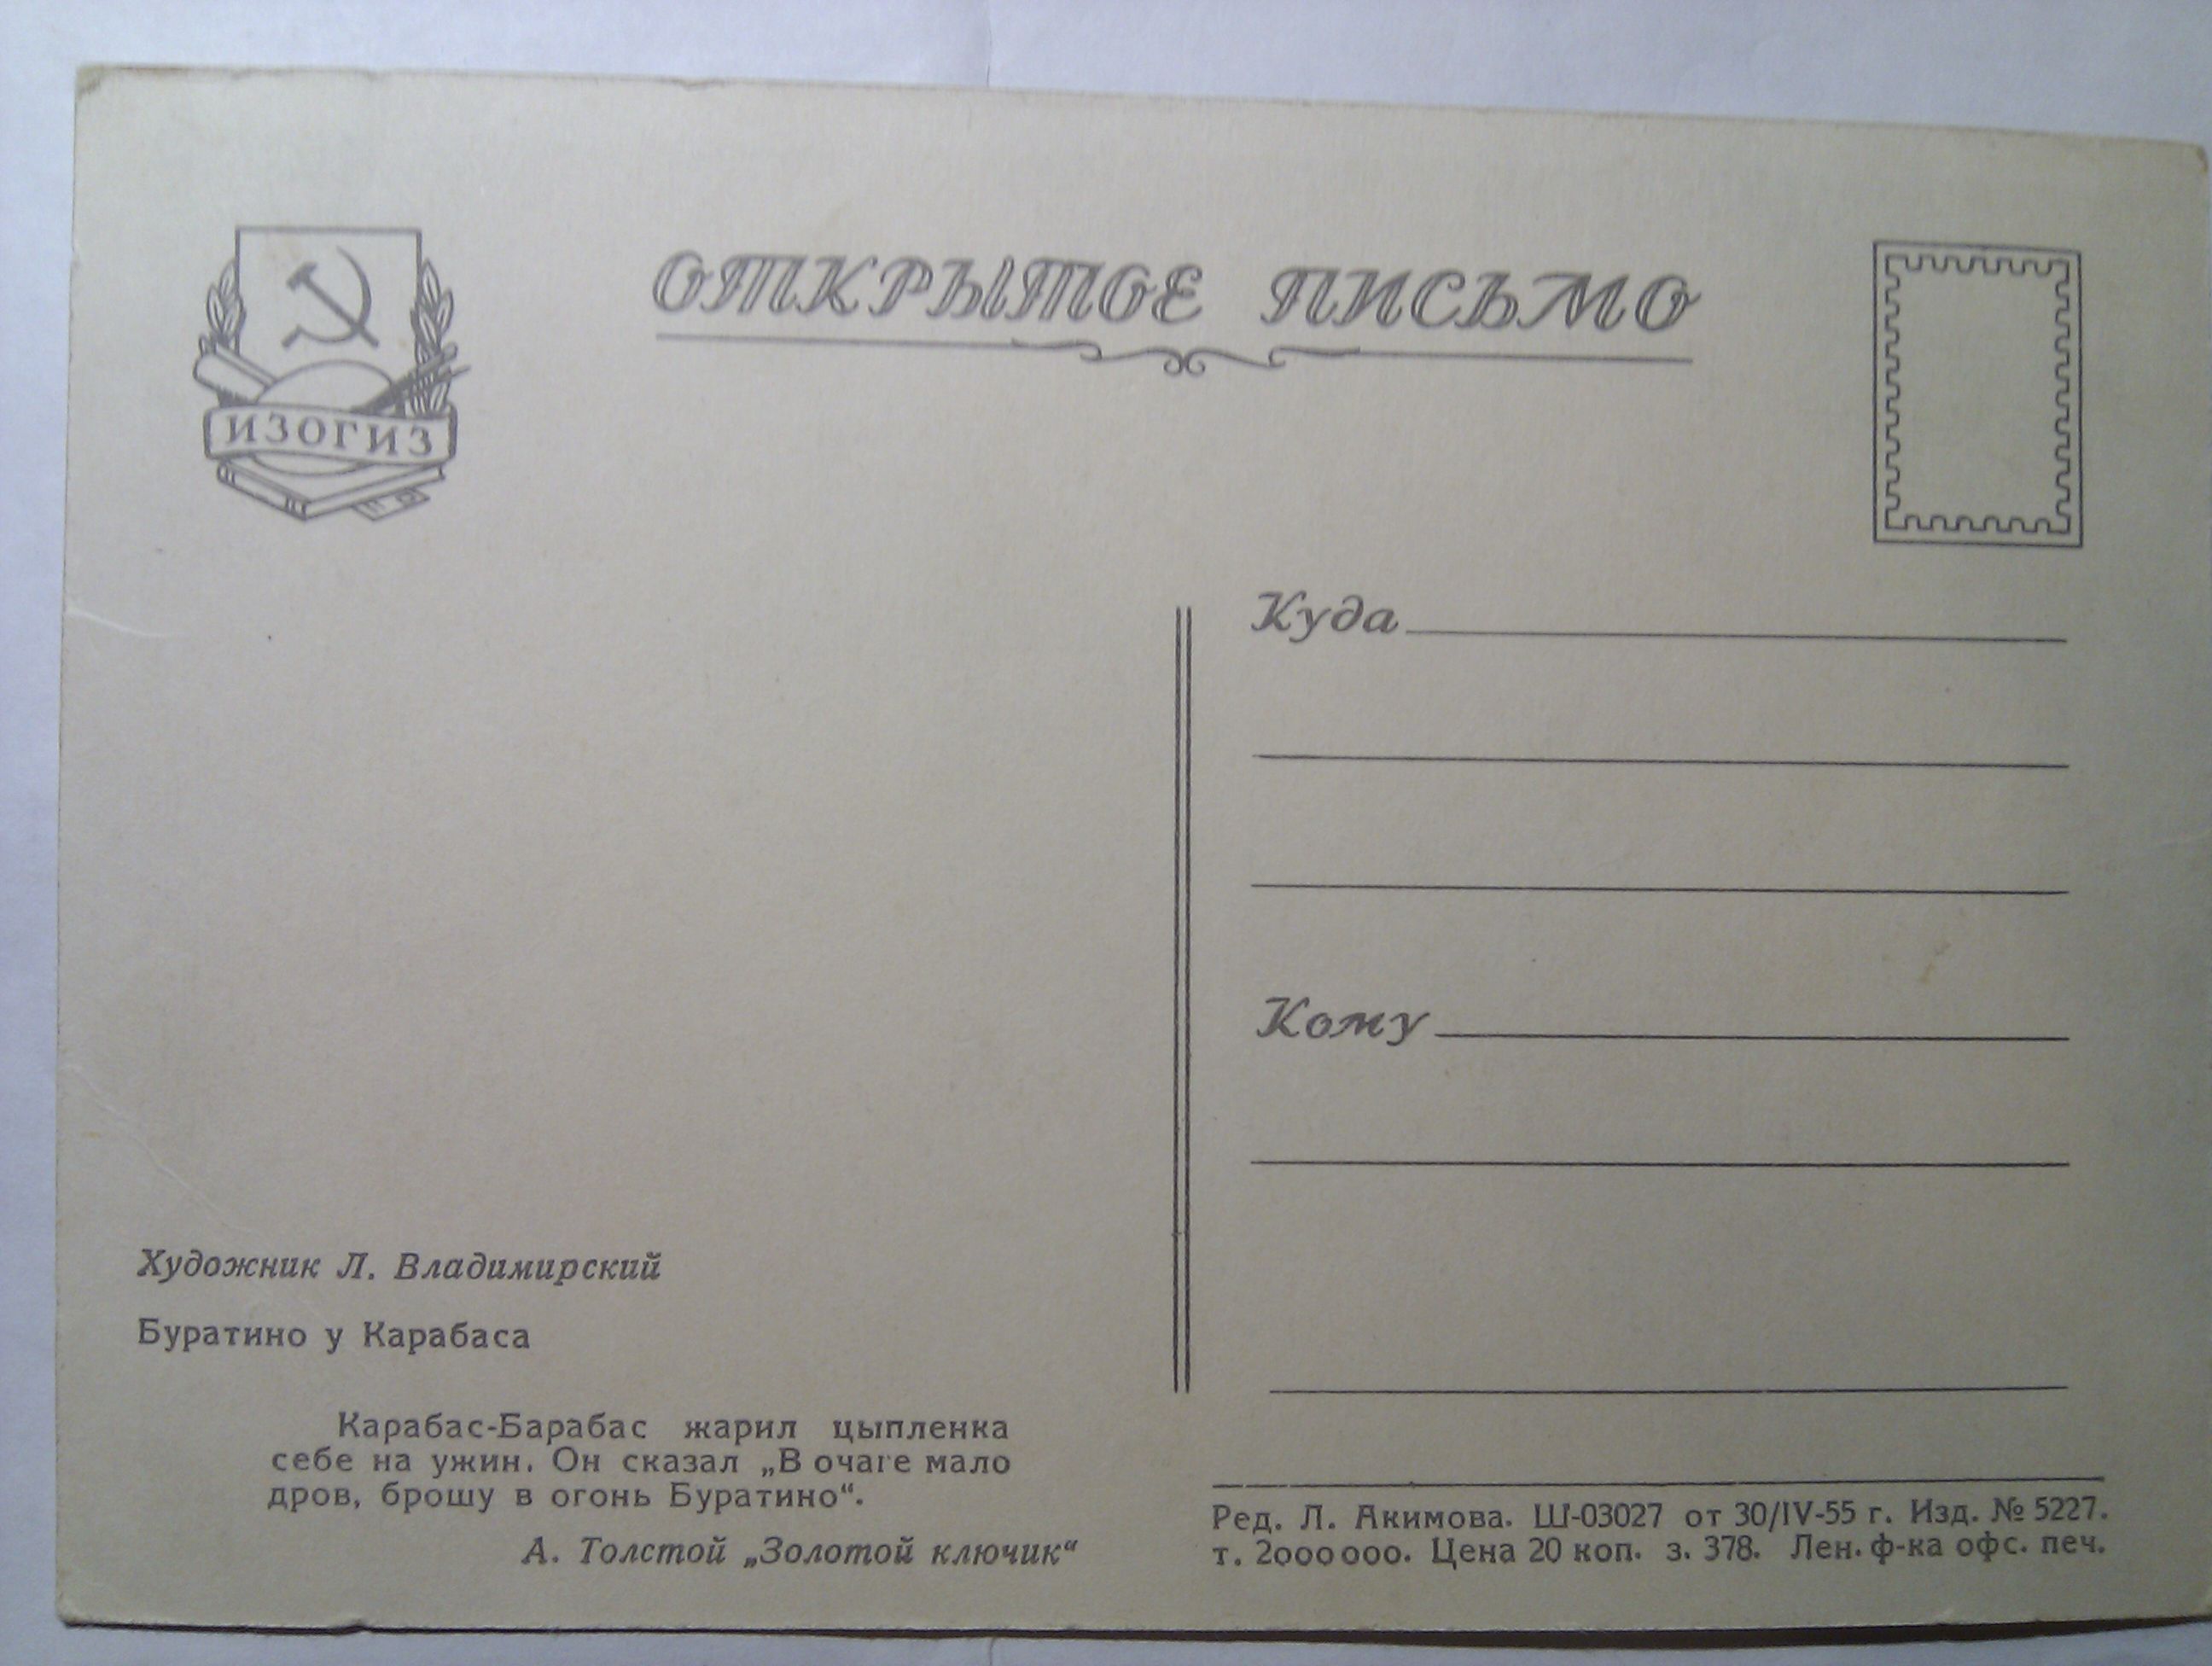 ОТКРЫТОЕ ПИСЬМО
ИЗОГИЗ
Куда
Кому
Художник Л. Владимирский
Буратино у Карабаса
Карабас-Барабас жарил цыпленка
себе на ужин. Он сказал „В очаге мало
дров, брошу в огонь Буратино“.
А. Толстой „Золотой ключик“
Ред. Л. Акимова. Ш-03027 от 30/IV-55 г. Изд. № 5227.
т. 2000000. Цена 20 коп. з. 378. Лен. ф-ка офс. печ.